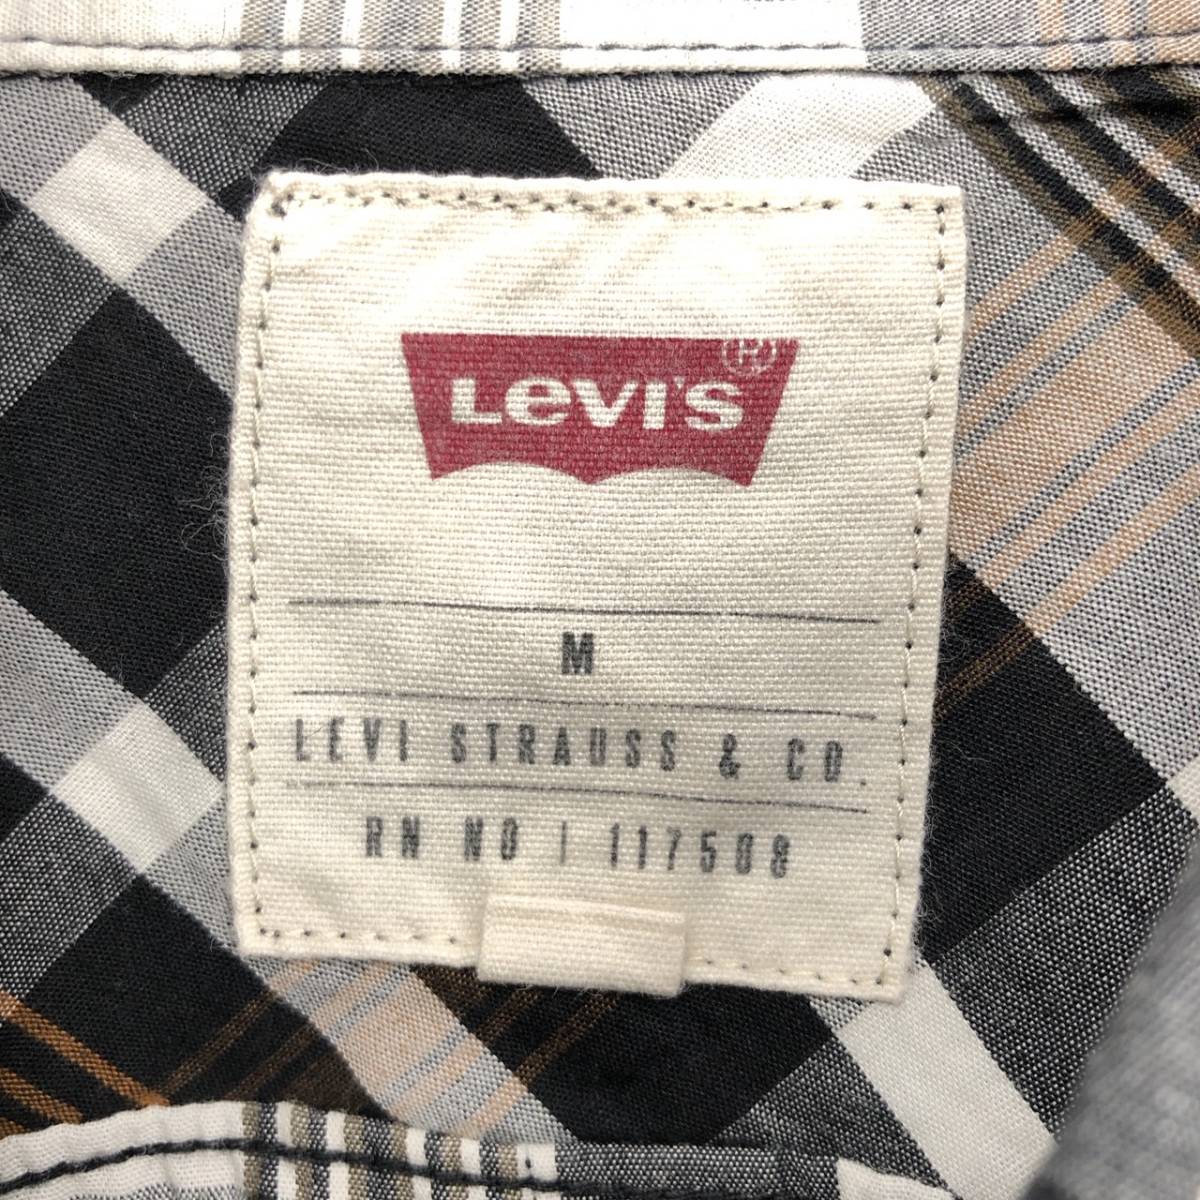 LEVI'S®
M
LEVI STRAUSS & CO.
RN NO | 117508